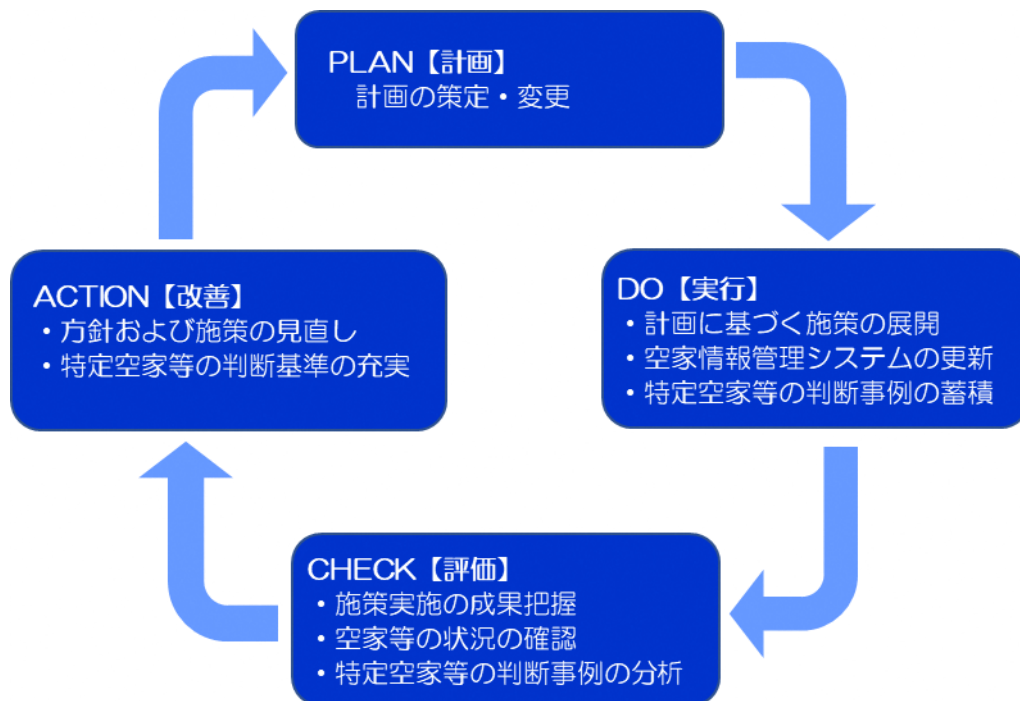 PLAN【計画】
計画の策定・変更
DO【実行】
・計画に基づく施策の展開
・空家情報管理システムの更新
・特定空家等の判断事例の蓄積
CHECK【評価】
・施策実施の成果把握
・空家等の状況の確認
・特定空家等の判断事例の分析
ACTION【改善】
・方針および施策の見直し
・特定空家等の判断基準の充実